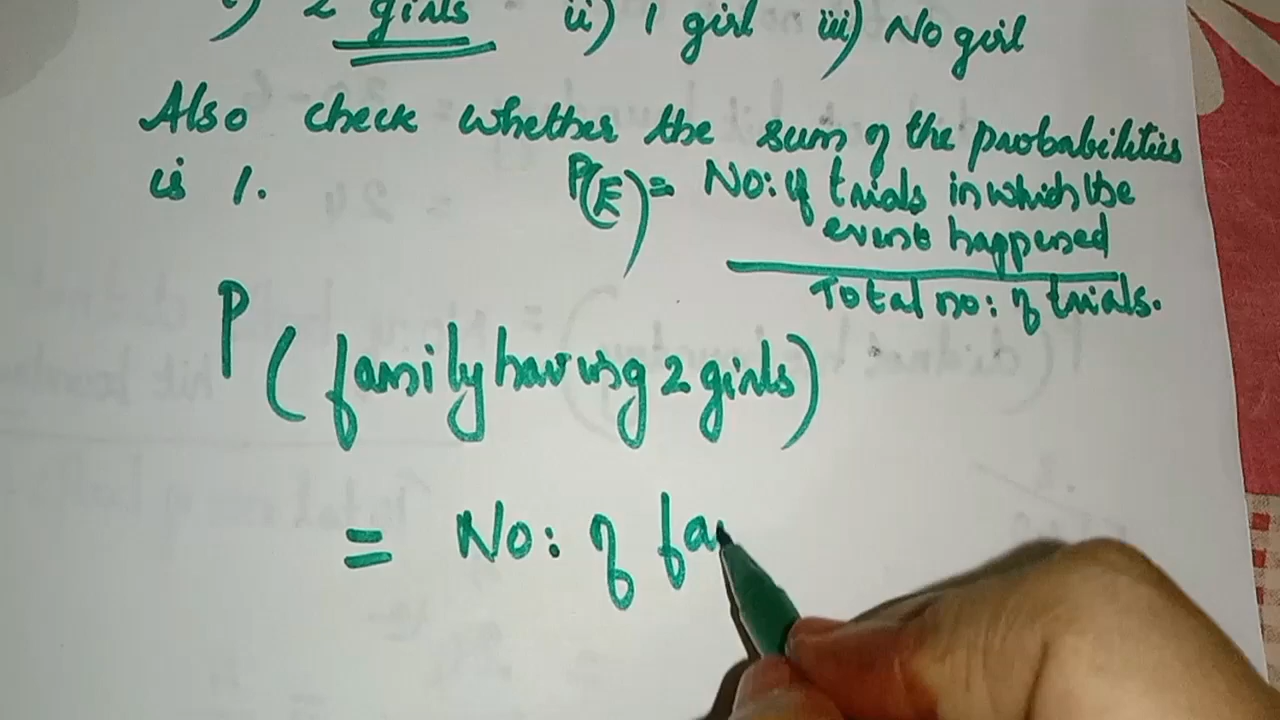 i) 2 girls ii) 1 girl iii) No girl
Also check whether the sum of the probabilities
is 1.
P(E) = No: of trials in which the
event happened
Total no: of trials.
P (family having 2 girls)
= No: of fa